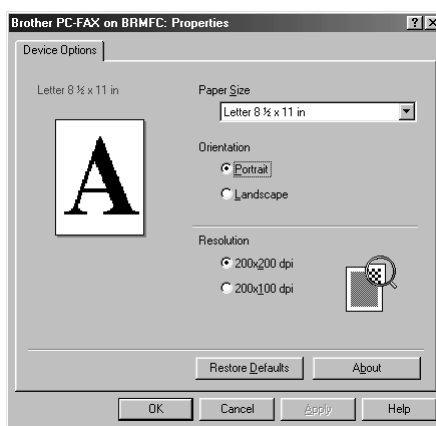 Brother PC-FAX on BRMFC: Properties
Device Options
Letter 8 ½ x 11 in
Paper Size
Letter 8 ½ x 11 in
Orientation
Portrait
Landscape
Resolution
200x200 dpi
200x100 dpi
A
Restore Defaults
About
OK
Cancel
Apply
Help